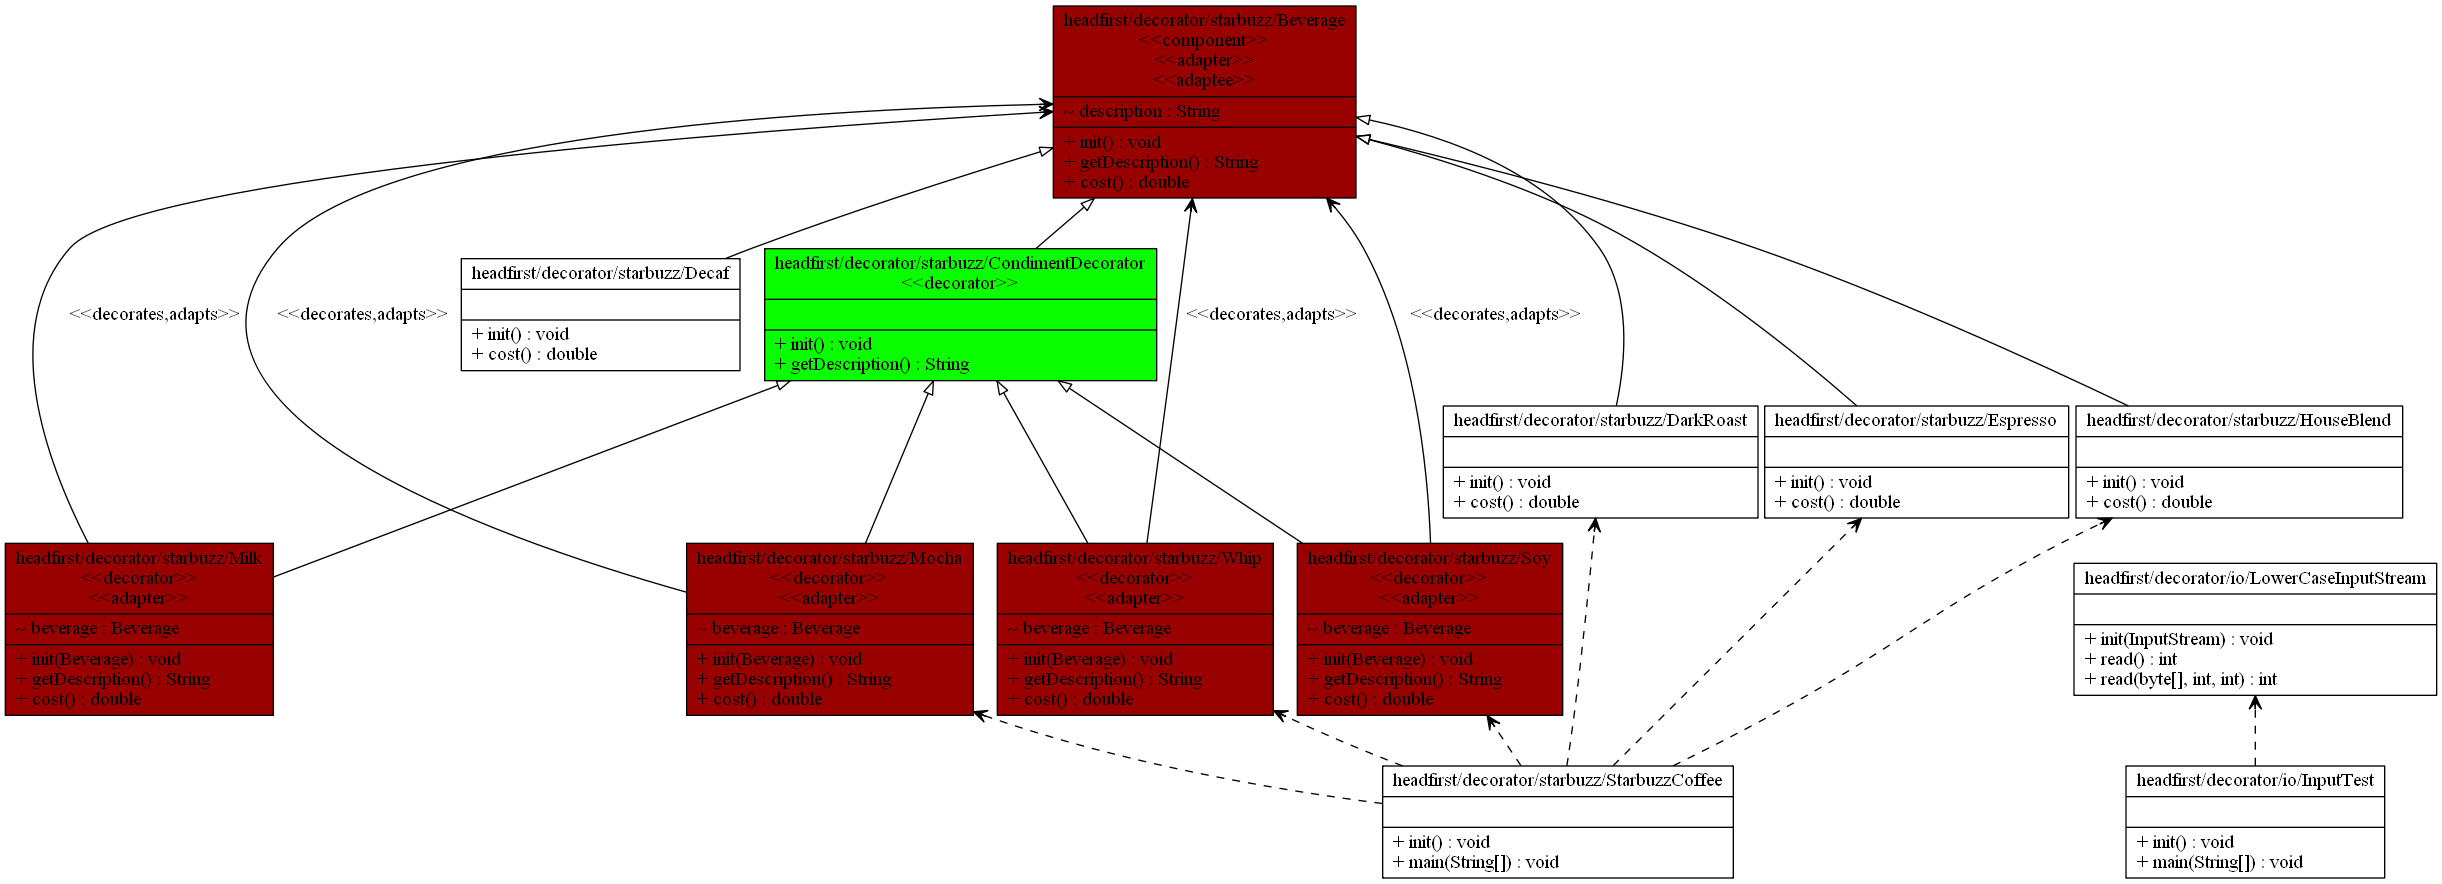 headfirst/decorator/starbuzz/Beverage
<<component>>
<<adapter>>
<<adaptee>>
~ description : String
+ init() : void
+ getDescription() : String
+ cost() : double
headfirst/decorator/starbuzz/Decaf
+ init() : void
+ cost() : double
headfirst/decorator/starbuzz/CondimentDecorator
<<decorator>>
+ init() : void
+ getDescription() : String
<<decorates,adapts>>
<<decorates,adapts>>
<<decorates,adapts>>
<<decorates,adapts>>
headfirst/decorator/starbuzz/DarkRoast
+ init() : void
+ cost() : double
headfirst/decorator/starbuzz/Espresso
+ init() : void
+ cost() : double
headfirst/decorator/starbuzz/HouseBlend
+ init() : void
+ cost() : double
headfirst/decorator/starbuzz/Milk
<<decorator>>
<<adapter>>
~ beverage : Beverage
+ init(Beverage) : void
+ getDescription() : String
+ cost() : double
headfirst/decorator/starbuzz/Mocha
<<decorator>>
<<adapter>>
~ beverage : Beverage
+ init(Beverage) : void
+ getDescription() : String
+ cost() : double
headfirst/decorator/starbuzz/Whip
<<decorator>>
<<adapter>>
~ beverage : Beverage
+ init(Beverage) : void
+ getDescription() : String
+ cost() : double
headfirst/decorator/starbuzz/Soy
<<decorator>>
<<adapter>>
~ beverage : Beverage
+ init(Beverage) : void
+ getDescription() : String
+ cost() : double
headfirst/decorator/io/LowerCaseInputStream
+ init(InputStream) : void
+ read() : int
+ read(byte[], int, int) : int
headfirst/decorator/starbuzz/StarbuzzCoffee
+ init() : void
+ main(String[]) : void
headfirst/decorator/io/InputTest
+ init() : void
+ main(String[]) : void